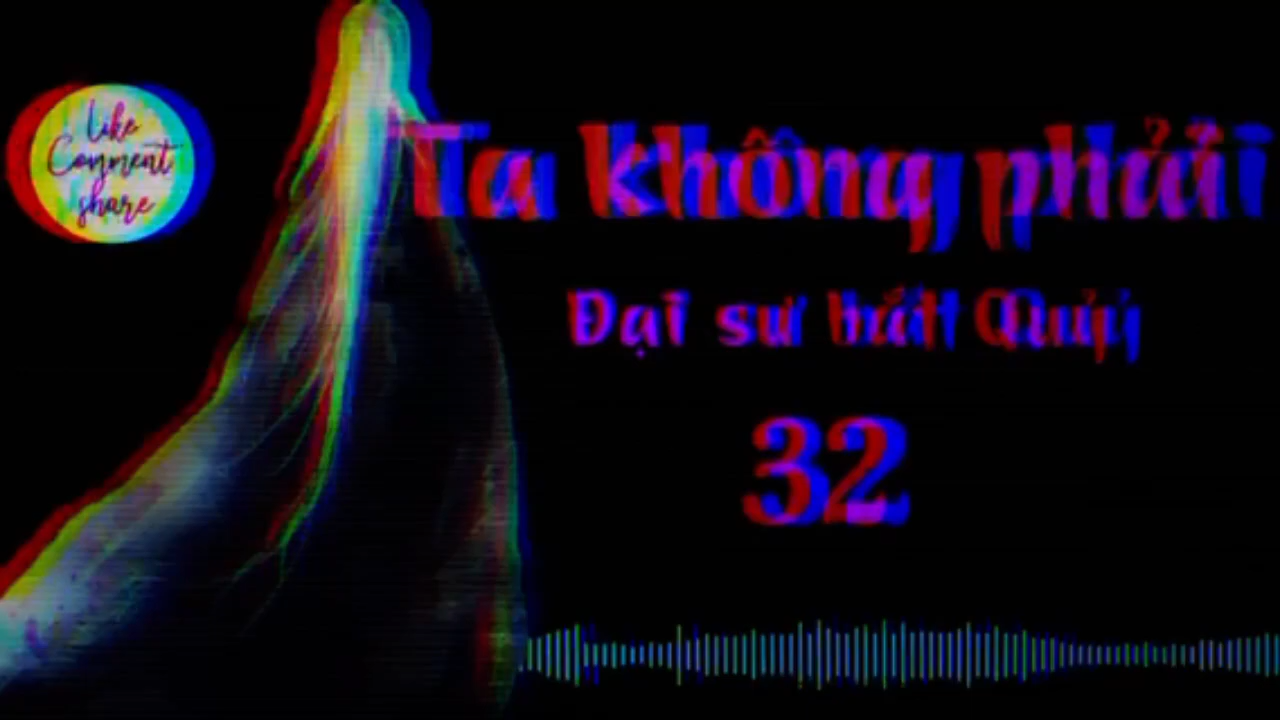 Like
Comment
share
Ta không phải
Đại sư bắt Quỷ
32